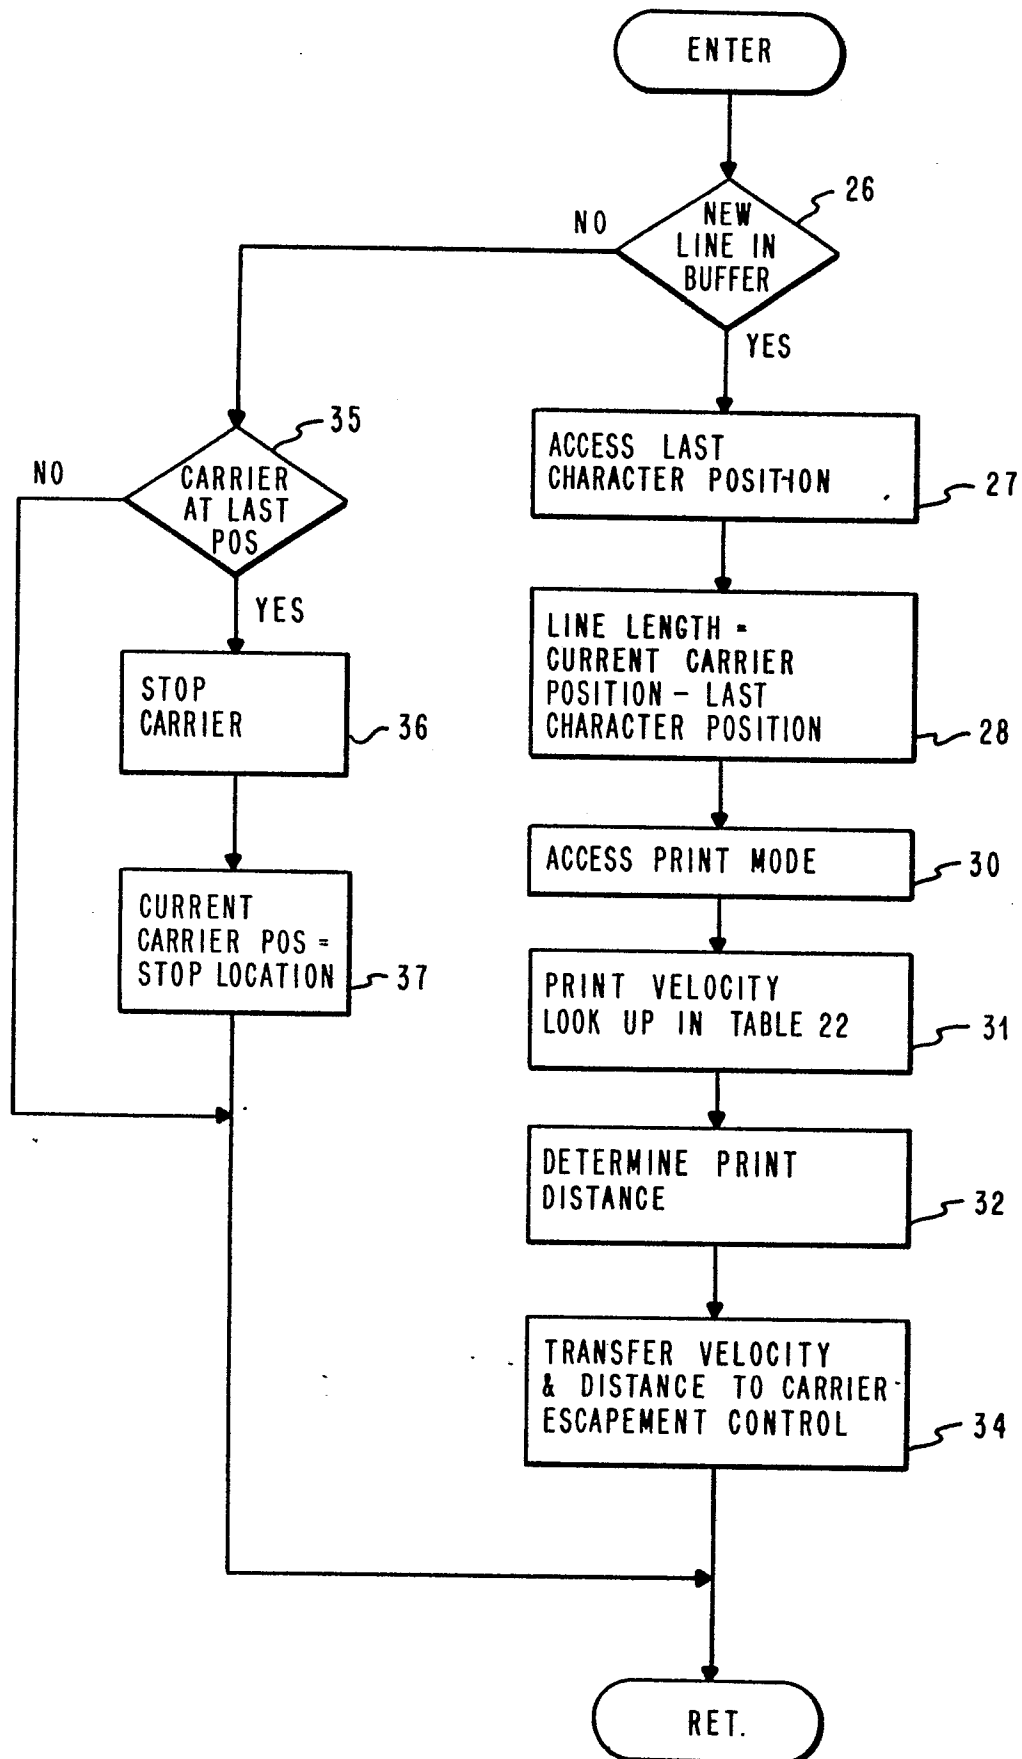 ENTER
26
NEW
LINE IN
BUFFER
NO
YES
35
CARRIER
AT LAST
POS
NO
YES
STOP
CARRIER
36
CURRENT
CARRIER POS =
STOP LOCATION
37
ACCESS LAST
CHARACTER POSITION
27
LINE LENGTH =
CURRENT CARRIER
POSITION - LAST
CHARACTER POSITION
28
ACCESS PRINT MODE
30
PRINT VELOCITY
LOOK UP IN TABLE 22
31
DETERMINE PRINT
DISTANCE
32
TRANSFER VELOCITY
& DISTANCE TO CARRIER
ESCAPEMENT CONTROL
34
RET.